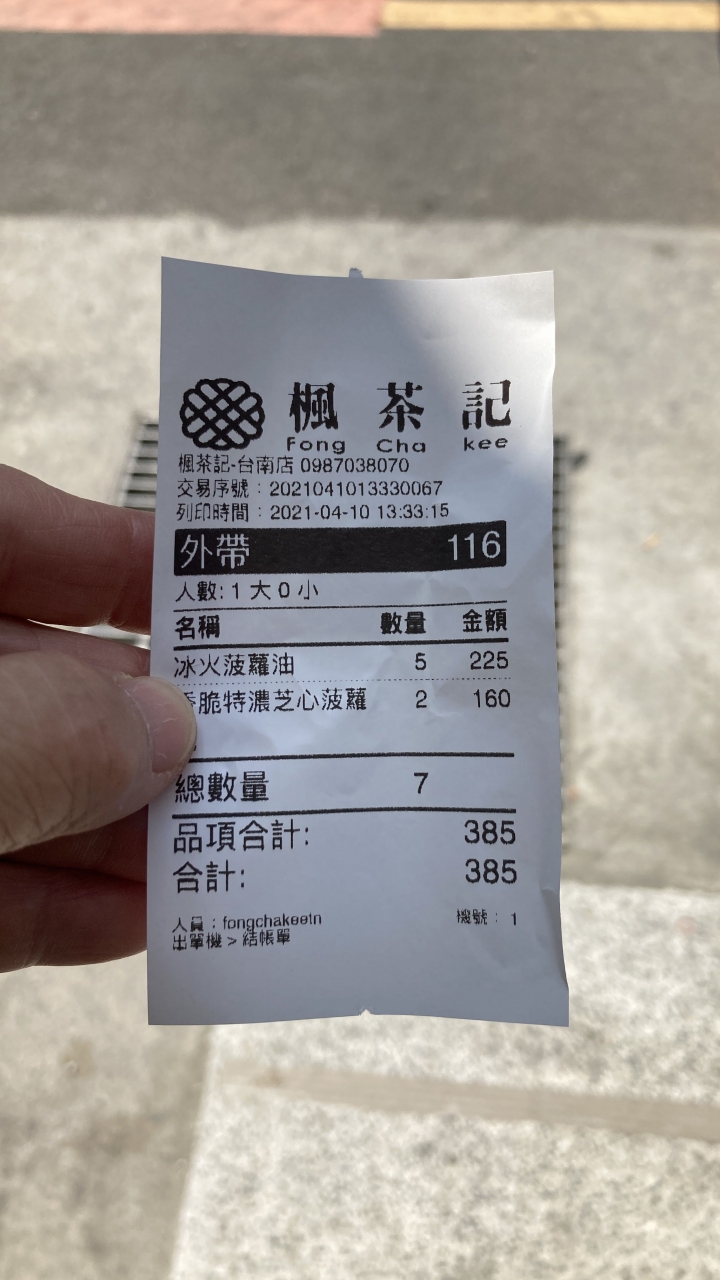 楓茶記
Fong Cha kee
楓茶記-台南店 0987038070
交易序號：2021041013330067
列印時間：2021-04-10 13:33:15
外帶 116
人數: 1 大 0 小
名稱 數量 金額
冰火菠蘿油 5 225
脆特濃芝心菠蘿 2 160
總數量 7
品項合計: 385
合計: 385
人員：fongchakeetn 機號：1
出單機 > 結帳單